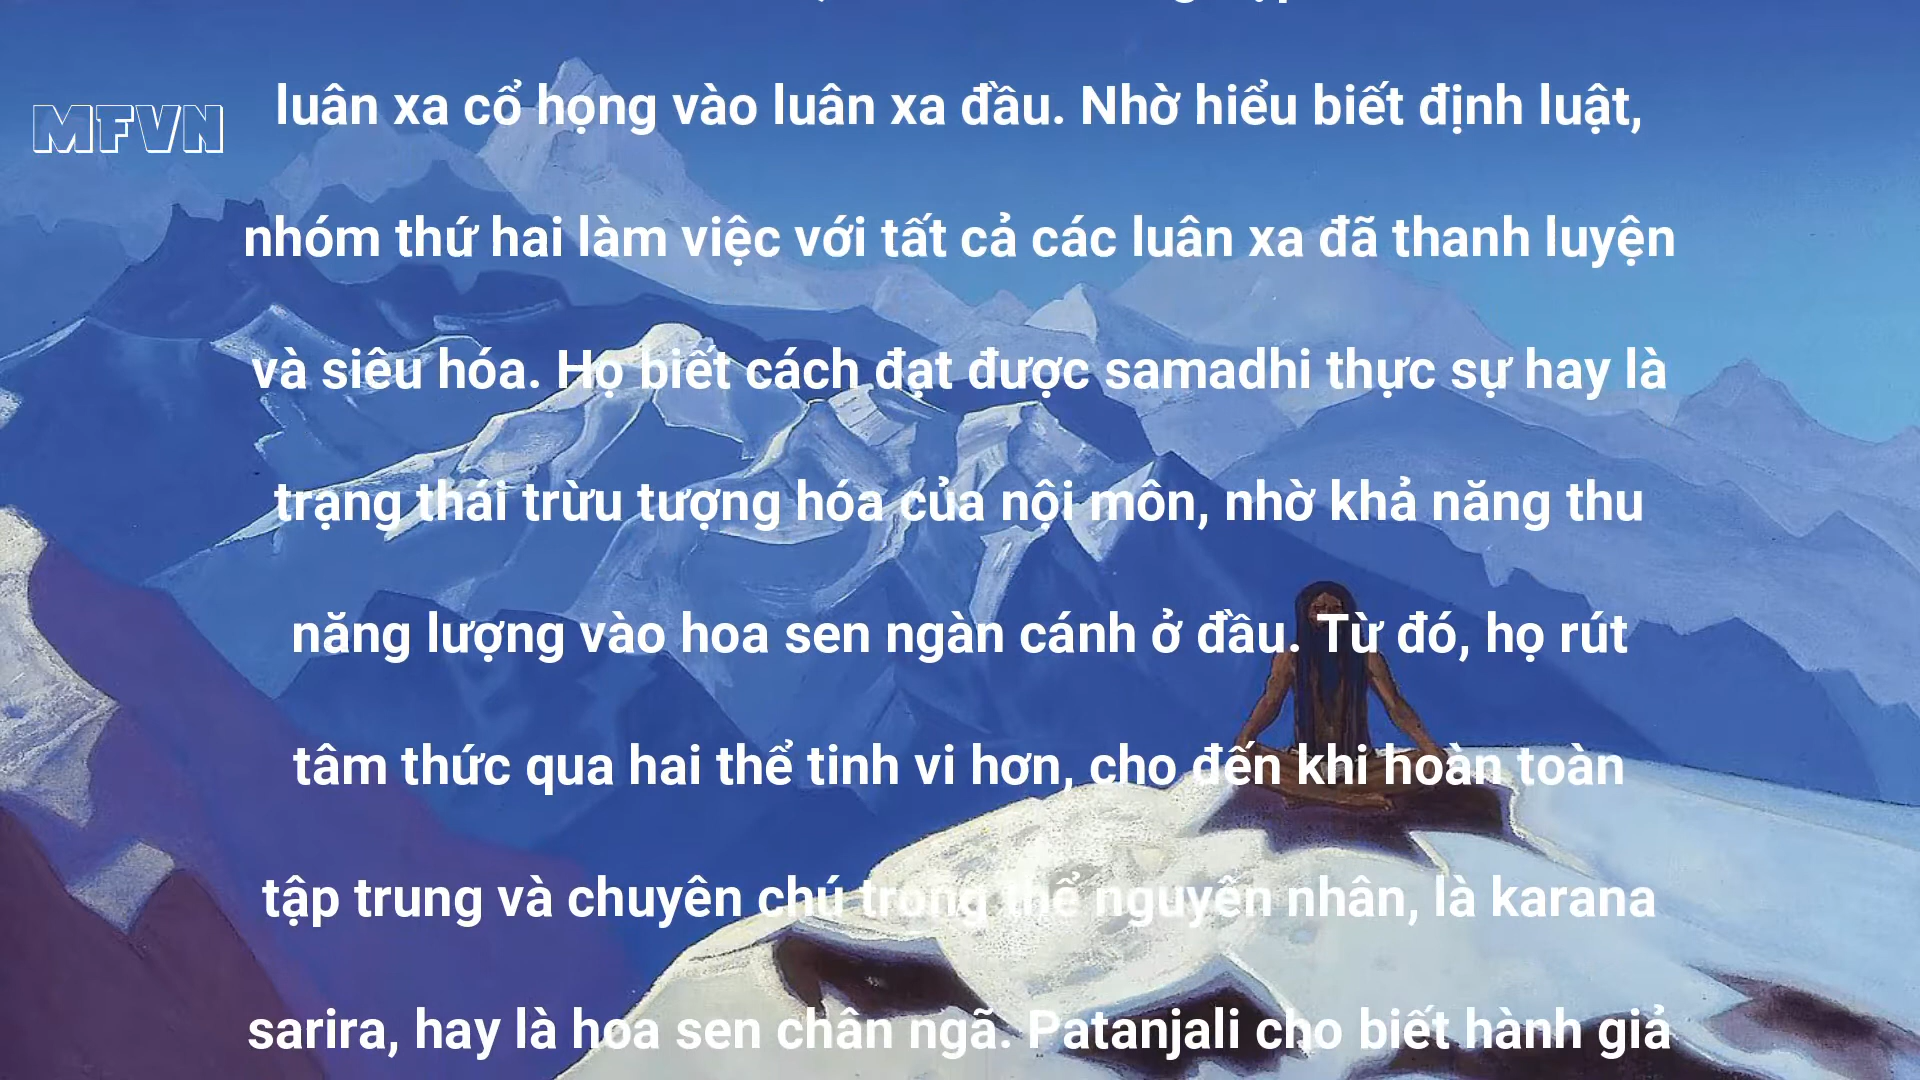 MFVN
luân xa cổ họng vào luân xa đầu. Nhờ hiểu biết định luật,
nhóm thứ hai làm việc với tất cả các luân xa đã thanh luyện
và siêu hóa. Họ biết cách đạt được samadhi thực sự hay là
trạng thái trừu tượng hóa của nội môn, nhờ khả năng thu
năng lượng vào hoa sen ngàn cánh ở đầu. Từ đó, họ rút
tâm thức qua hai thể tinh vi hơn, cho đến khi hoàn toàn
tập trung và chuyên chú trong thể nguyên nhân, là karana
sarira, hay là hoa sen chân ngã. Patanjali cho biết hành giả